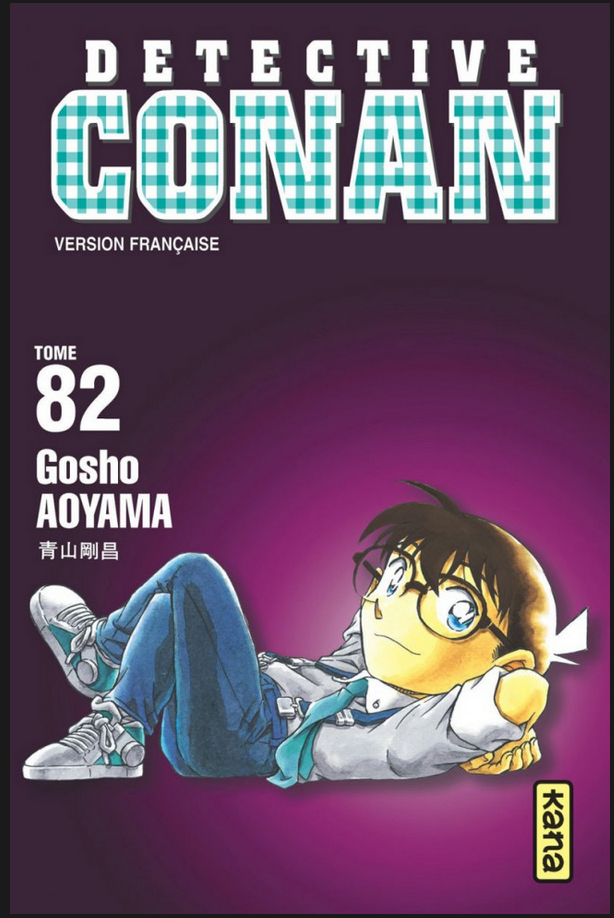 DETECTIVE
CONAN
VERSION FRANÇAISE
TOME
82
Gosho
AOYAMA
青山剛昌
kana